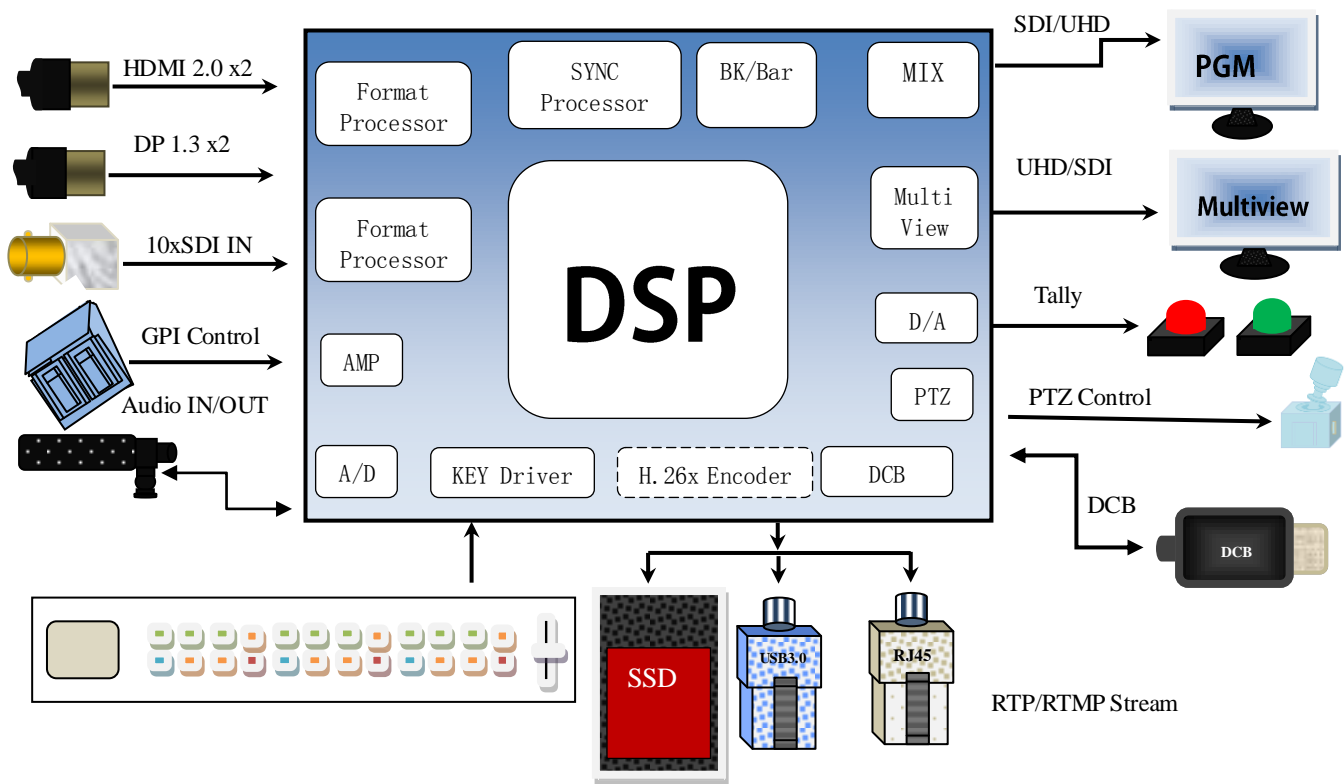 HDMI 2.0 x2
DP 1.3 x2
10xSDI IN
GPI Control
Audio IN/OUT
Format
Processor
SYNC
Processor
BK/Bar
MIX
Format
Processor
DSP
Multi
View
AMP
D/A
PTZ
A/D
KEY Driver
H.26x Encoder
DCB
SDI/UHD
PGM
UHD/SDI
Multiview
Tally
PTZ Control
DCB
DCB
SSD
USB3.0
RJ45
RTP/RTMP Stream